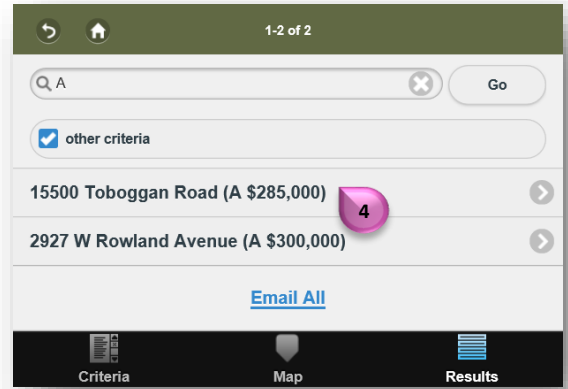 1-2 of 2
A
Go
other criteria
15500 Toboggan Road (A $285,000)
4
2927 W Rowland Avenue (A $300,000)
Email All
Criteria
Map
Results